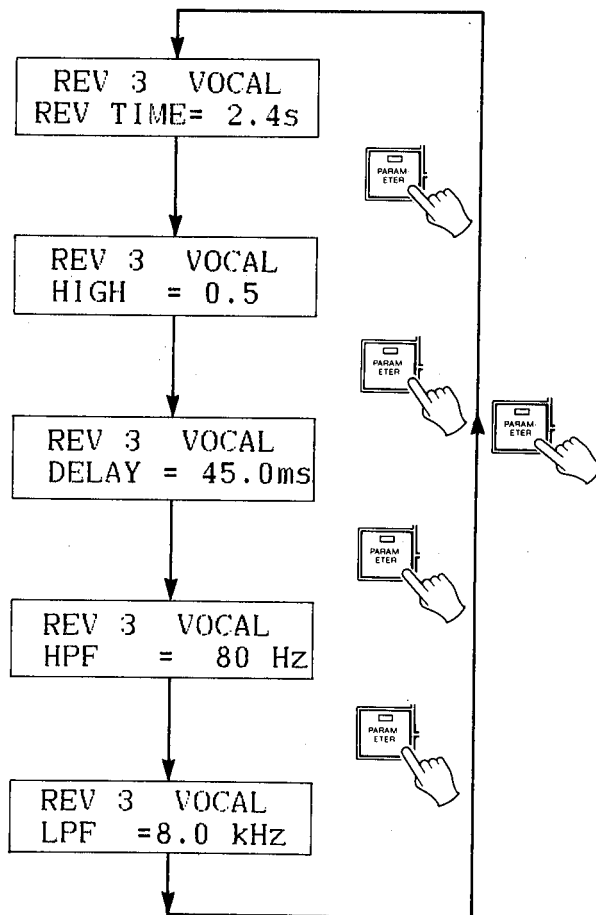 REV 3 VOCAL
REV TIME= 2.4s
PARAM-
ETER
REV 3 VOCAL
HIGH = 0.5
PARAM
ETER
PARAM-
ETER
REV 3 VOCAL
DELAY = 45.0ms
PARAM
ETER
REV 3 VOCAL
HPF = 80 Hz
PARAM
ETER
REV 3 VOCAL
LPF =8.0 kHz